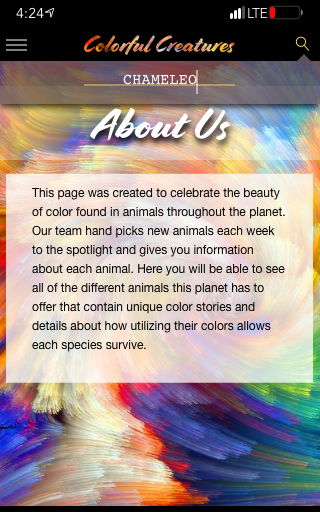 4:24 LTE
Colorful Creatures
CHAMELEO
About Us
This page was created to celebrate the beauty
of color found in animals throughout the planet.
Our team hand picks new animals each week
to the spotlight and gives you information
about each animal. Here you will be able to see
all of the different animals this planet has to
offer that contain unique color stories and
details about how utilizing their colors allows
each species survive.